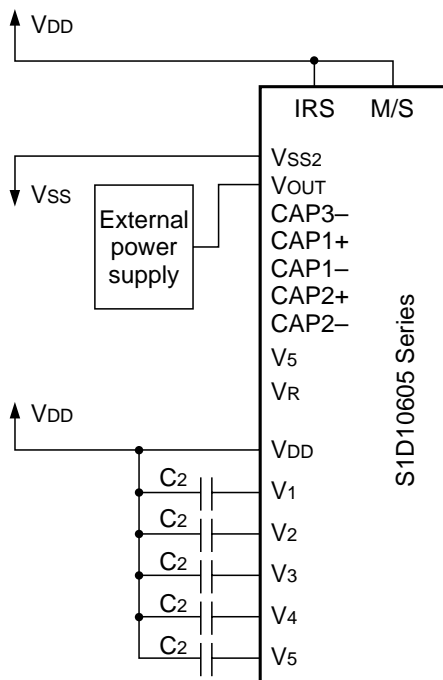 VDD
IRS M/S
VSS2
VSS
VOUT
External
power
supply
CAP3–
CAP1+
CAP1–
CAP2+
CAP2–
V5
VR
S1D10605 Series
VDD
VDD
C2 V1
C2 V2
C2 V3
C2 V4
C2 V5